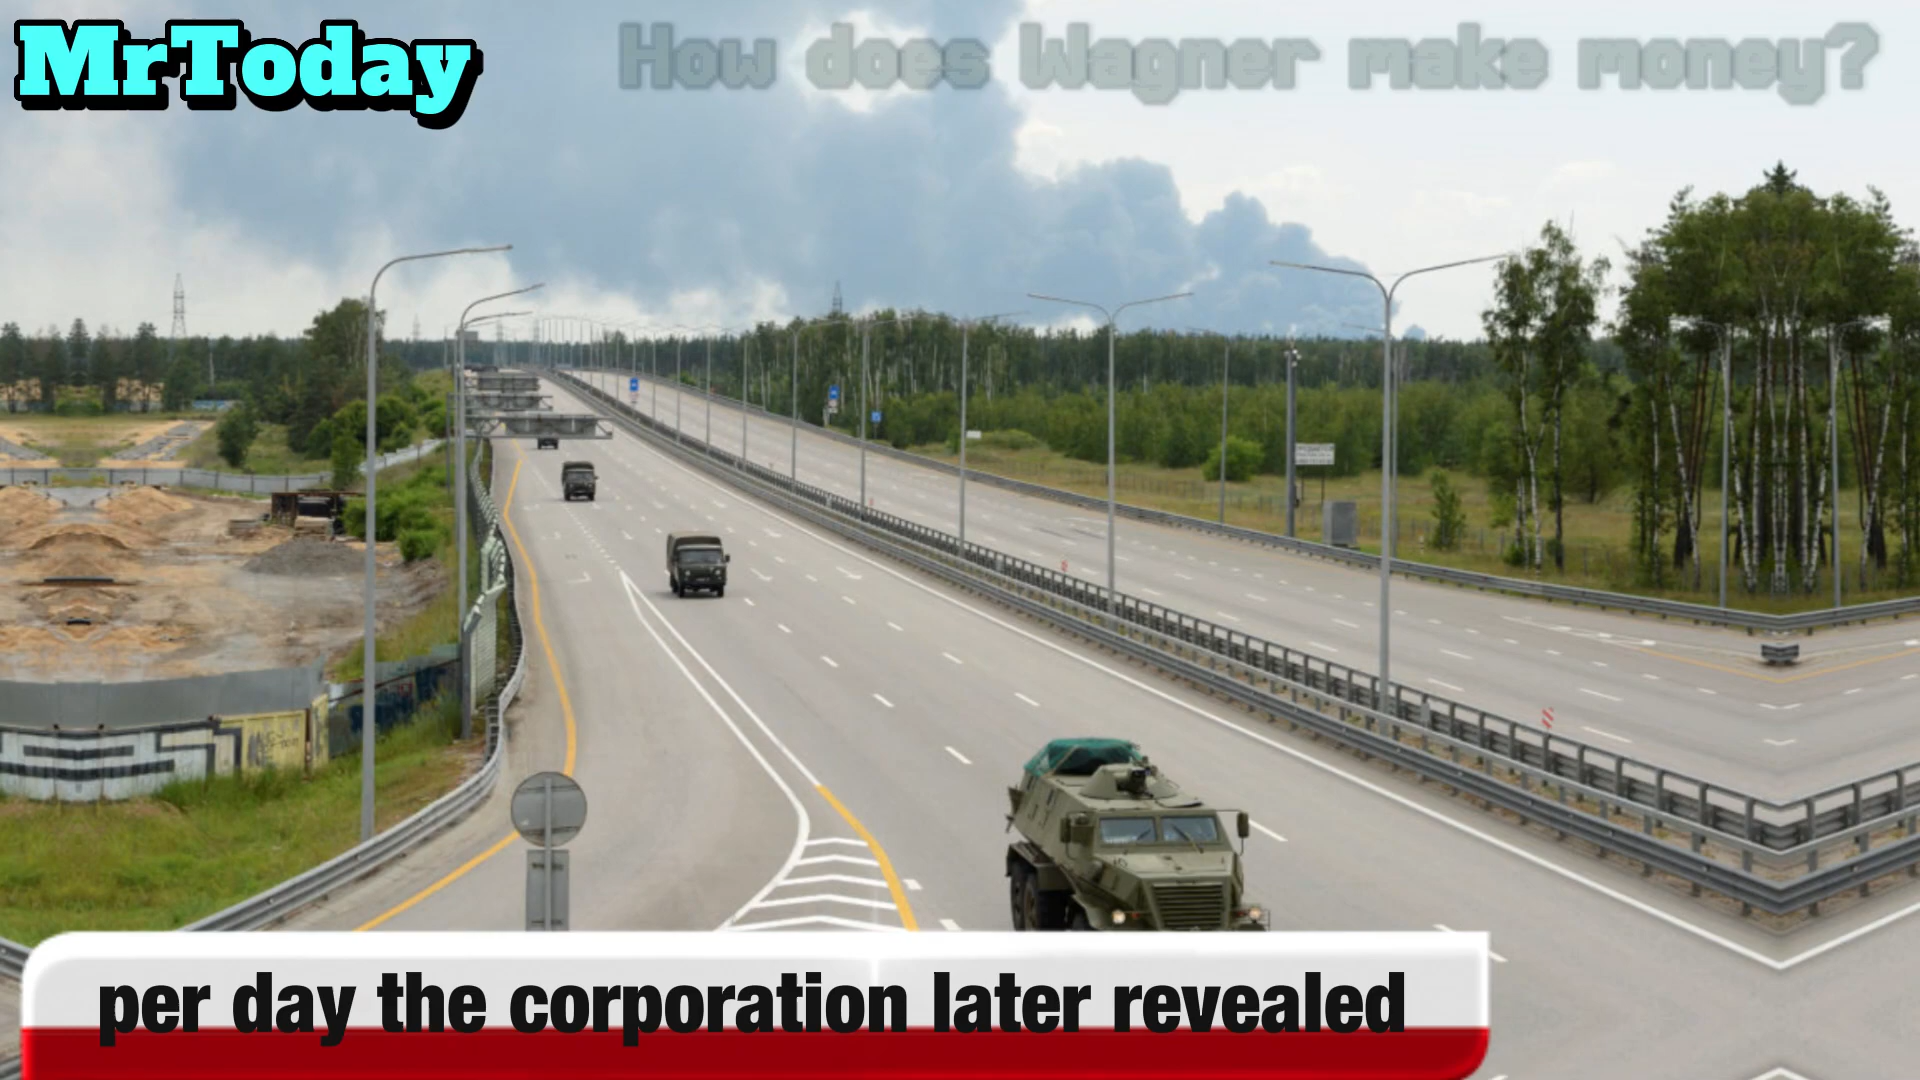 MrToday
How does Wagner make money?
per day the corporation later revealed